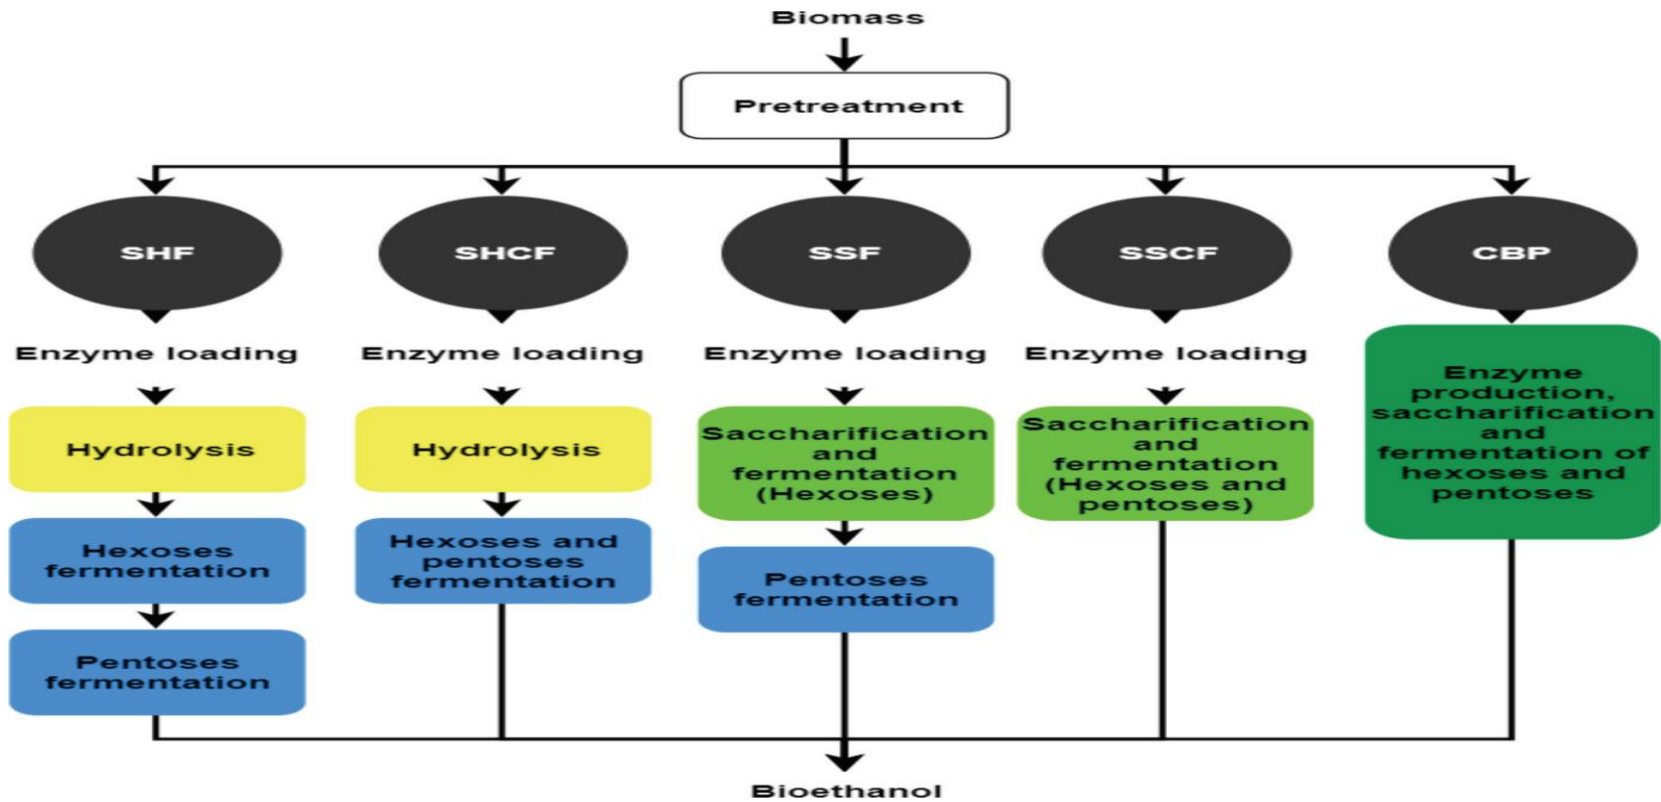 Biomass
Pretreatment
SHF
SHCF
SSF
SSCF
CBP
Enzyme loading
Enzyme loading
Enzyme loading
Enzyme loading
Enzyme
production,
saccharification
and
fermentation of
hexoses and
pentoses
Hydrolysis
Hydrolysis
Saccharification
and
fermentation
(Hexoses)
Saccharification
and
fermentation
(Hexoses and
pentoses)
Hexoses
fermentation
Hexoses and
pentoses
fermentation
Pentoses
fermentation
Pentoses
fermentation
Bioethanol